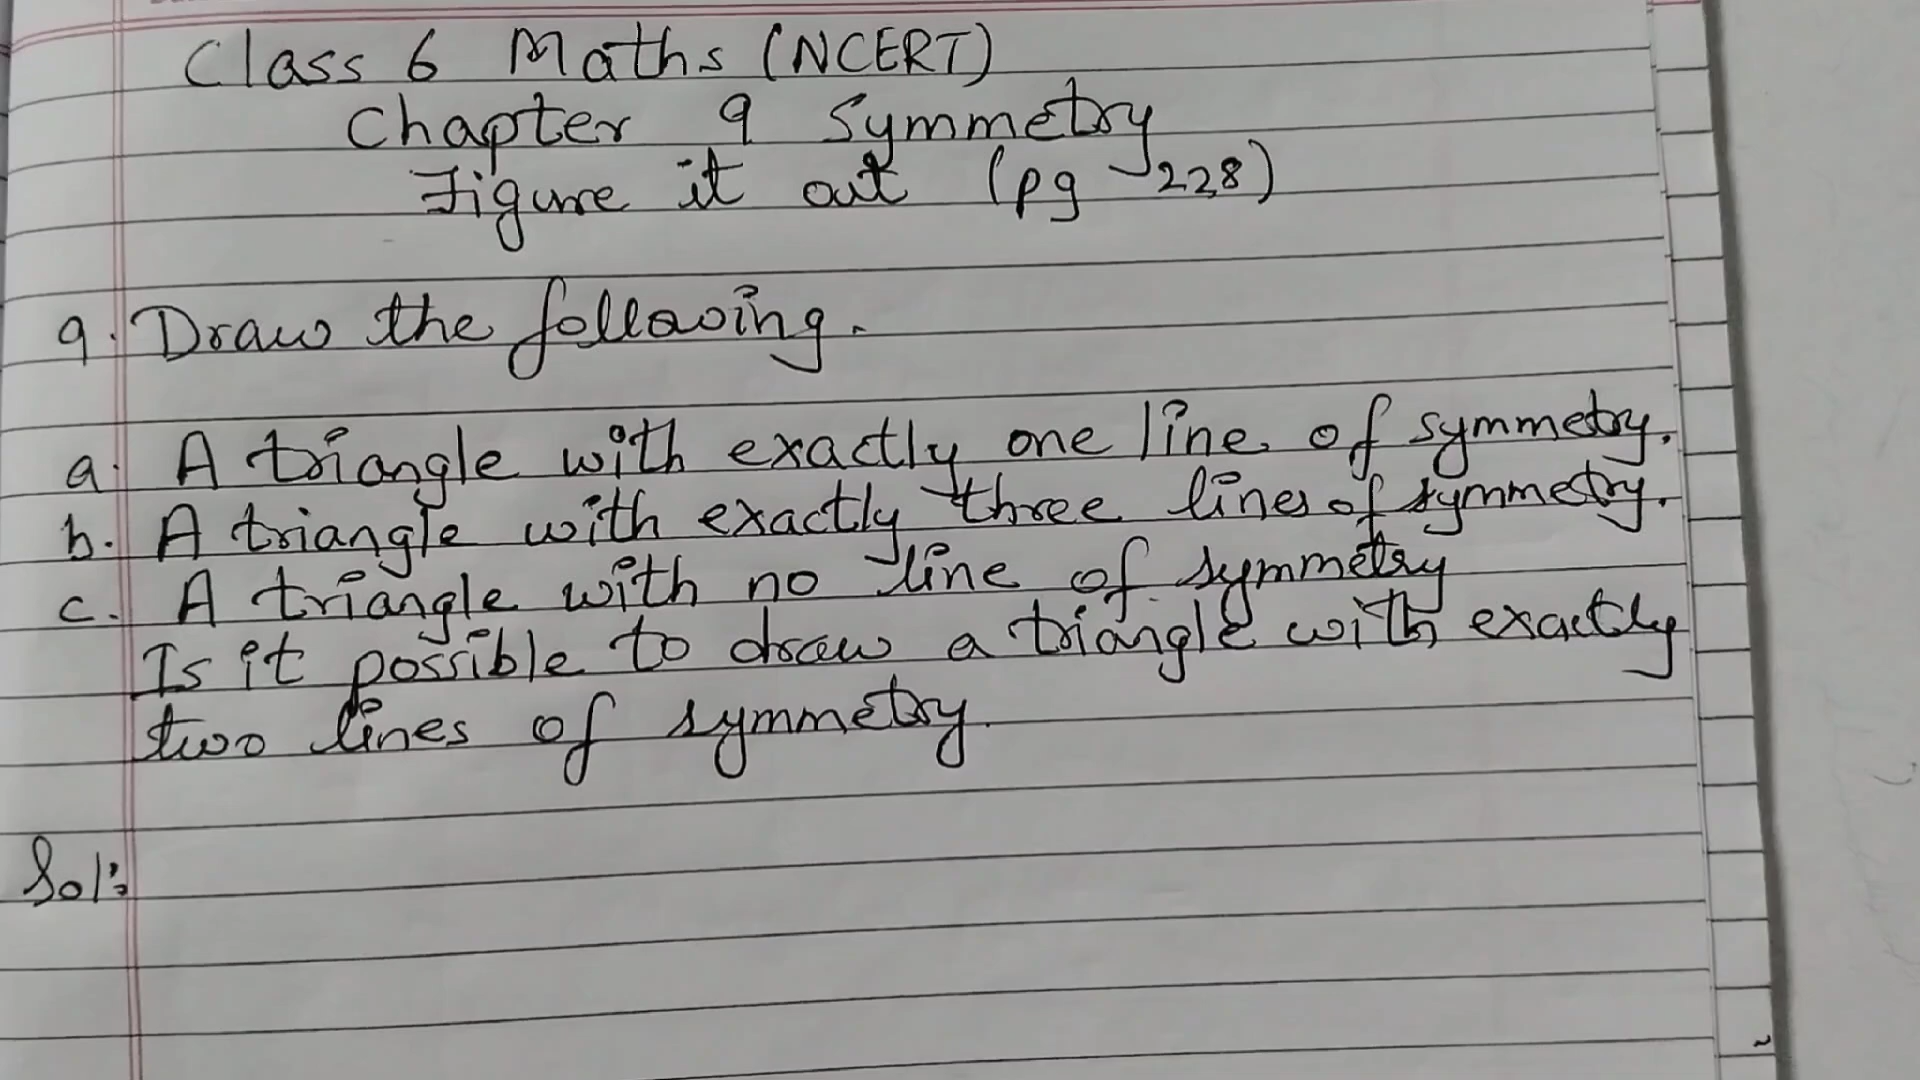 Class 6 Maths (NCERT)
Chapter 9 Symmetry
Figure it out (pg 228)
9. Draw the following.
a. A triangle with exactly one line of symmetry.
b. A triangle with exactly three lines of symmetry.
c. A triangle with no line of symmetry
Is it possible to draw a triangle with exactly
two lines of symmetry.
Sol: